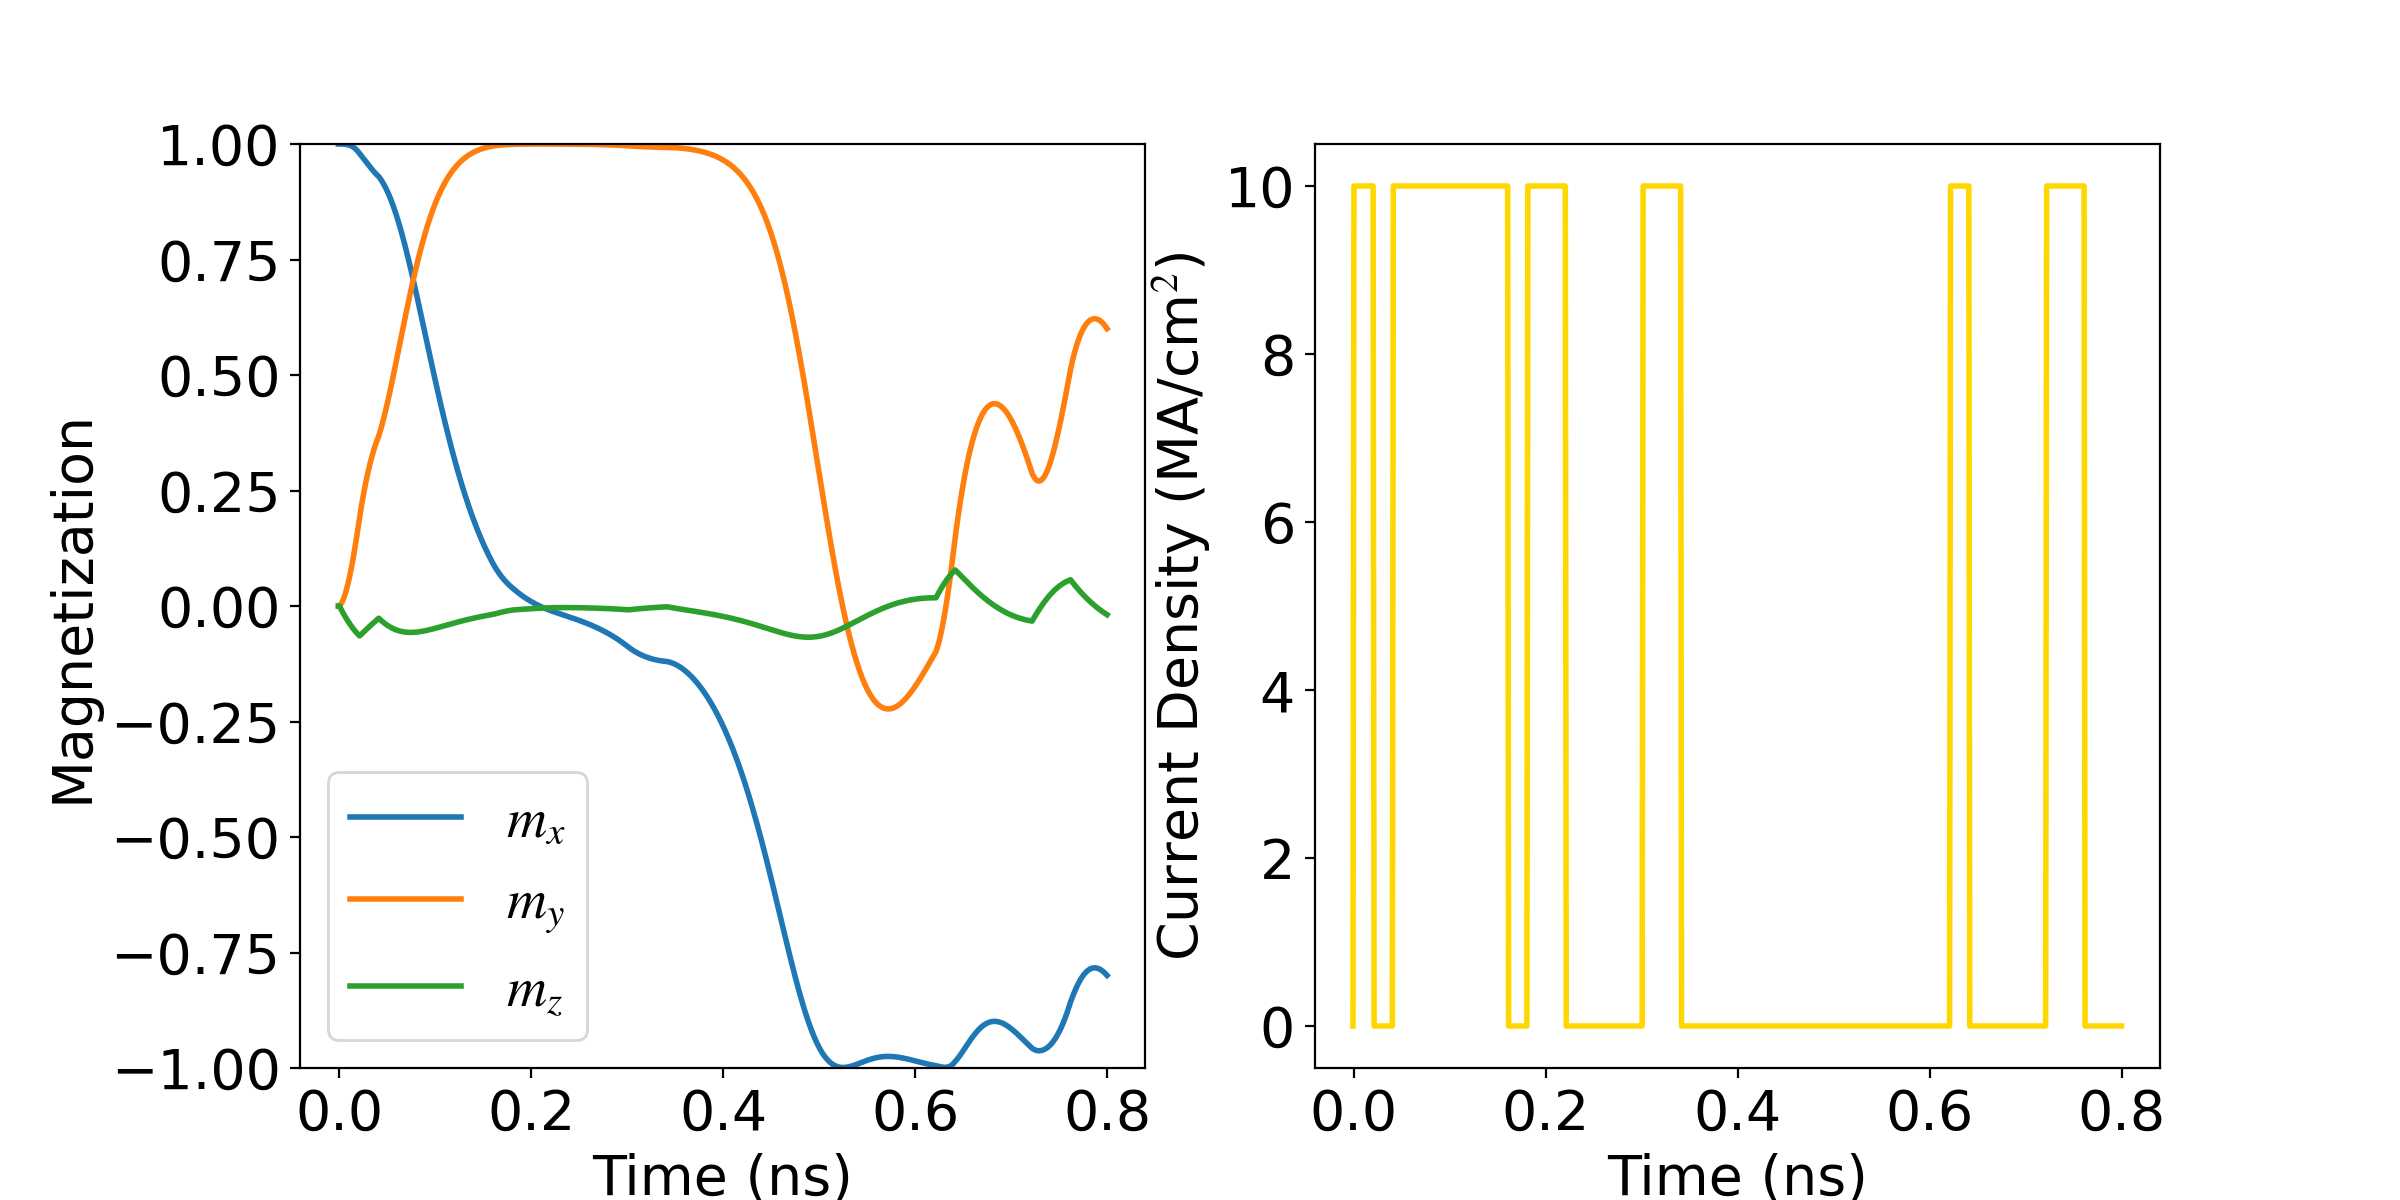 1.00
0.75
0.50
0.25
0.00
−0.25
−0.50
−0.75
−1.00
Magnetization
m_x
m_y
m_z
0.0 0.2 0.4 0.6 0.8
Time (ns)
10
8
6
4
2
0
Current Density (MA/cm²)
0.0 0.2 0.4 0.6 0.8
Time (ns)